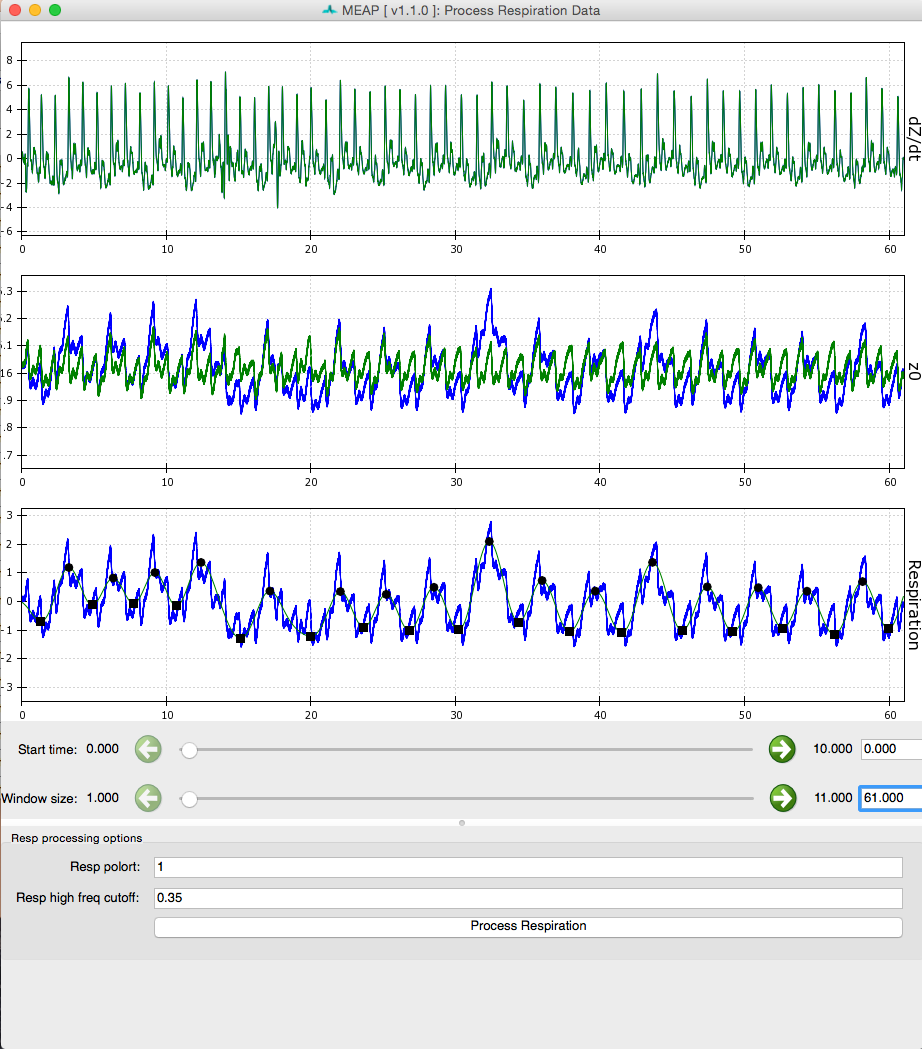 MEAP [ v1.1.0 ]: Process Respiration Data
8
6
4
2
0
-2
-4
-6
dZ/dt
0 10 20 30 40 50 60
.3
.2
.1
16
.9
.8
.7
z0
0 10 20 30 40 50 60
3
2
1
0
-1
-2
-3
Respiration
0 10 20 30 40 50 60
Start time: 0.000 10.000 0.000
Window size: 1.000 11.000 61.000
Resp processing options
Resp polort: 1
Resp high freq cutoff: 0.35
Process Respiration